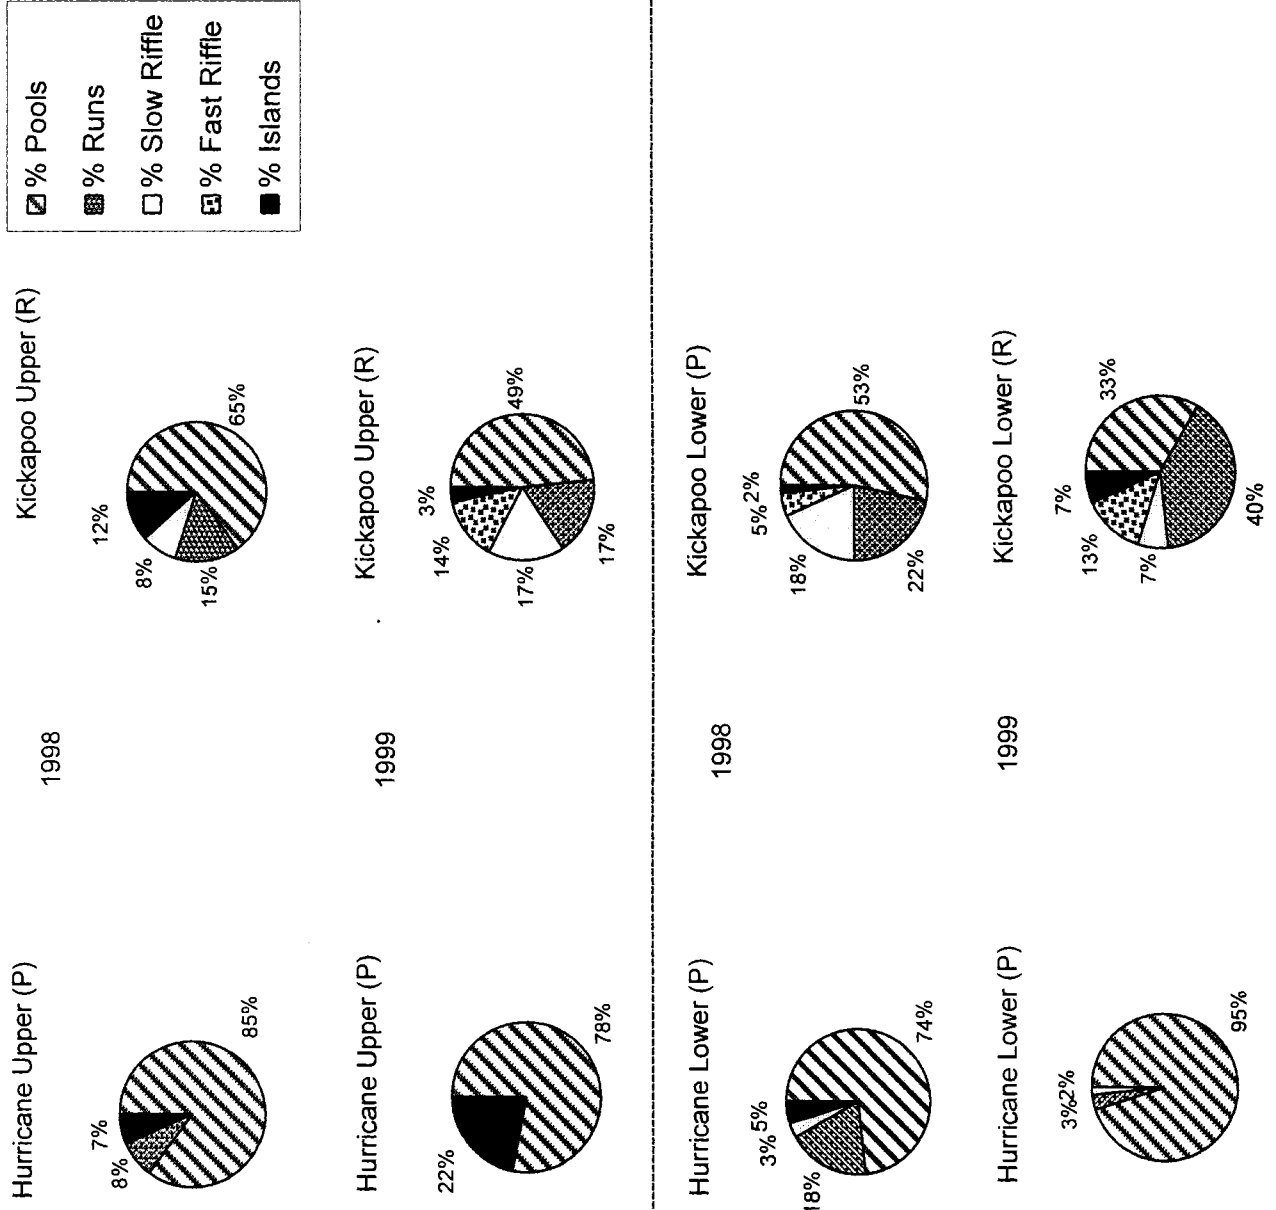 % Pools
% Runs
% Slow Riffle
% Fast Riffle
% Islands
Hurricane Upper (P)
7%
8%
85%
1998
Kickapoo Upper (R)
12%
8%
15%
65%
Hurricane Upper (P)
22%
78%
1999
Kickapoo Upper (R)
3%
14%
17%
17%
49%
Hurricane Lower (P)
5%
3%
18%
74%
1998
Kickapoo Lower (P)
2%
5%
18%
22%
53%
Hurricane Lower (P)
3%
2%
95%
1999
Kickapoo Lower (R)
7%
13%
7%
40%
33%